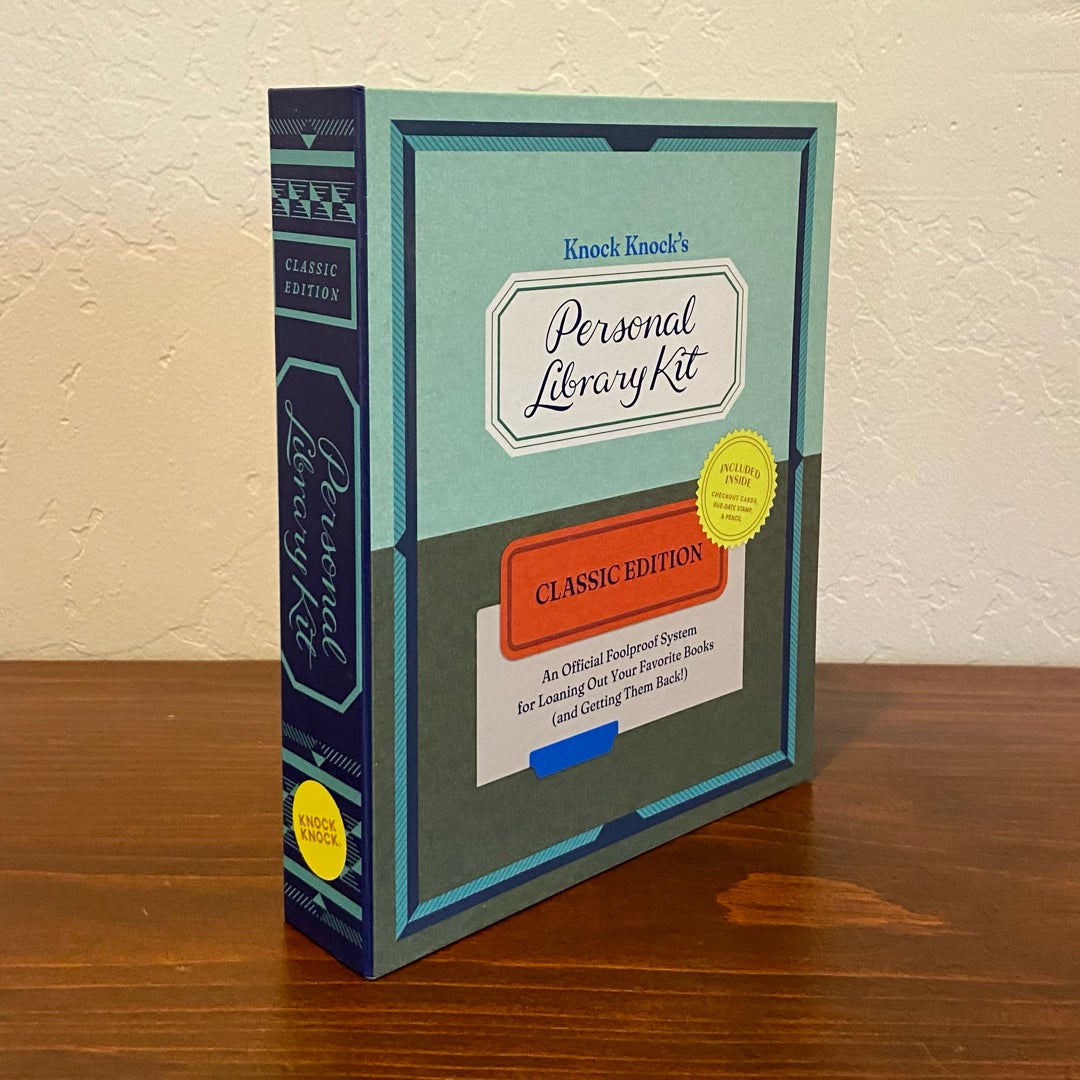 CLASSIC
EDITION
Personal
Library Kit
KNOCK
KNOCK
Knock Knock's
Personal
Library Kit
INCLUDED
INSIDE
CHECKOUT CARDS,
DUE-DATE STAMP,
& PENCIL
CLASSIC EDITION
An Official Foolproof System
for Loaning Out Your Favorite Books
(and Getting Them Back!)